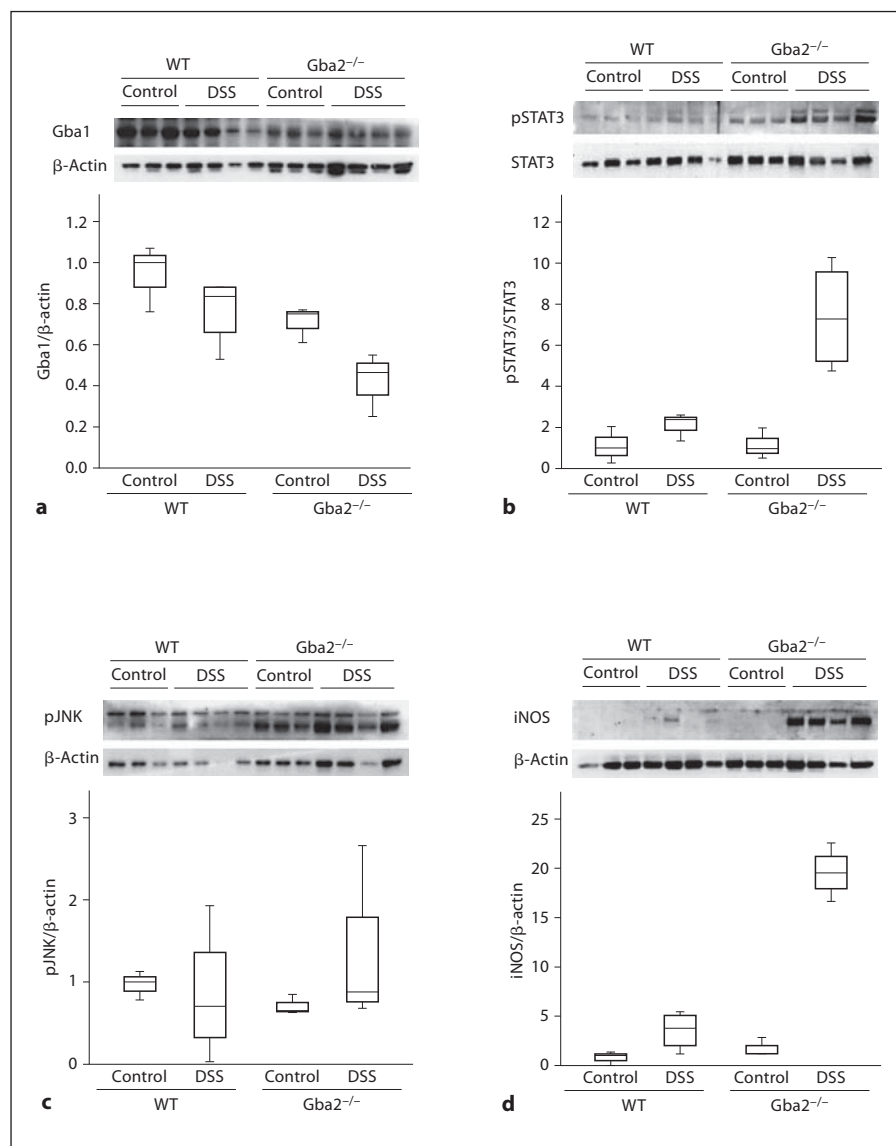 WT Gba2–/–
Control DSS Control DSS
Gba1
β-Actin
1.2
1.0
0.8
0.6
0.4
0.2
0.0
Gba1/β-actin
Control DSS Control DSS
WT Gba2–/–
a
WT Gba2–/–
Control DSS Control DSS
pSTAT3
STAT3
12
10
8
6
4
2
0
pSTAT3/STAT3
Control DSS Control DSS
WT Gba2–/–
b
WT Gba2–/–
Control DSS Control DSS
pJNK
β-Actin
3
2
1
0
pJNK/β-actin
Control DSS Control DSS
WT Gba2–/–
c
WT Gba2–/–
Control DSS Control DSS
iNOS
β-Actin
25
20
15
10
5
0
iNOS/β-actin
Control DSS Control DSS
WT Gba2–/–
d